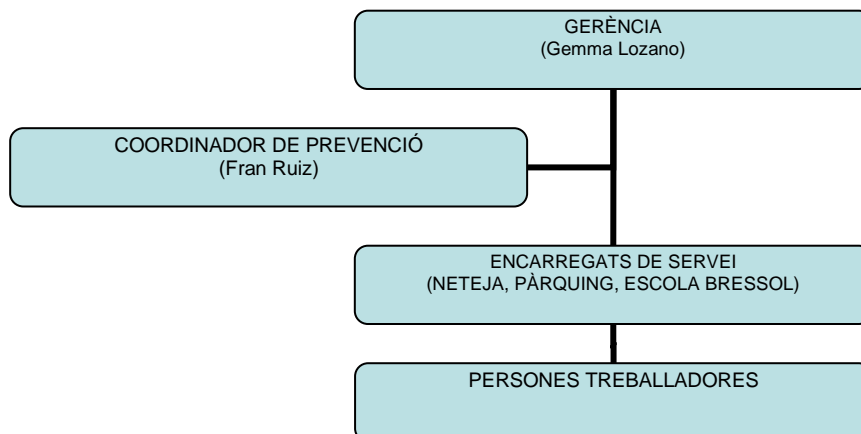 GERÈNCIA
(Gemma Lozano)
COORDINADOR DE PREVENCIÓ
(Fran Ruiz)
ENCARREGATS DE SERVEI
(NETEJA, PÀRQUING, ESCOLA BRESSOL)
PERSONES TREBALLADORES